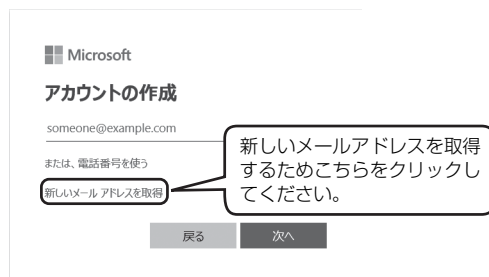 Microsoft
アカウントの作成
someone@example.com
または、電話番号を使う
新しいメール アドレスを取得
新しいメールアドレスを取得
するためこちらをクリックし
てください。
戻る
次へ